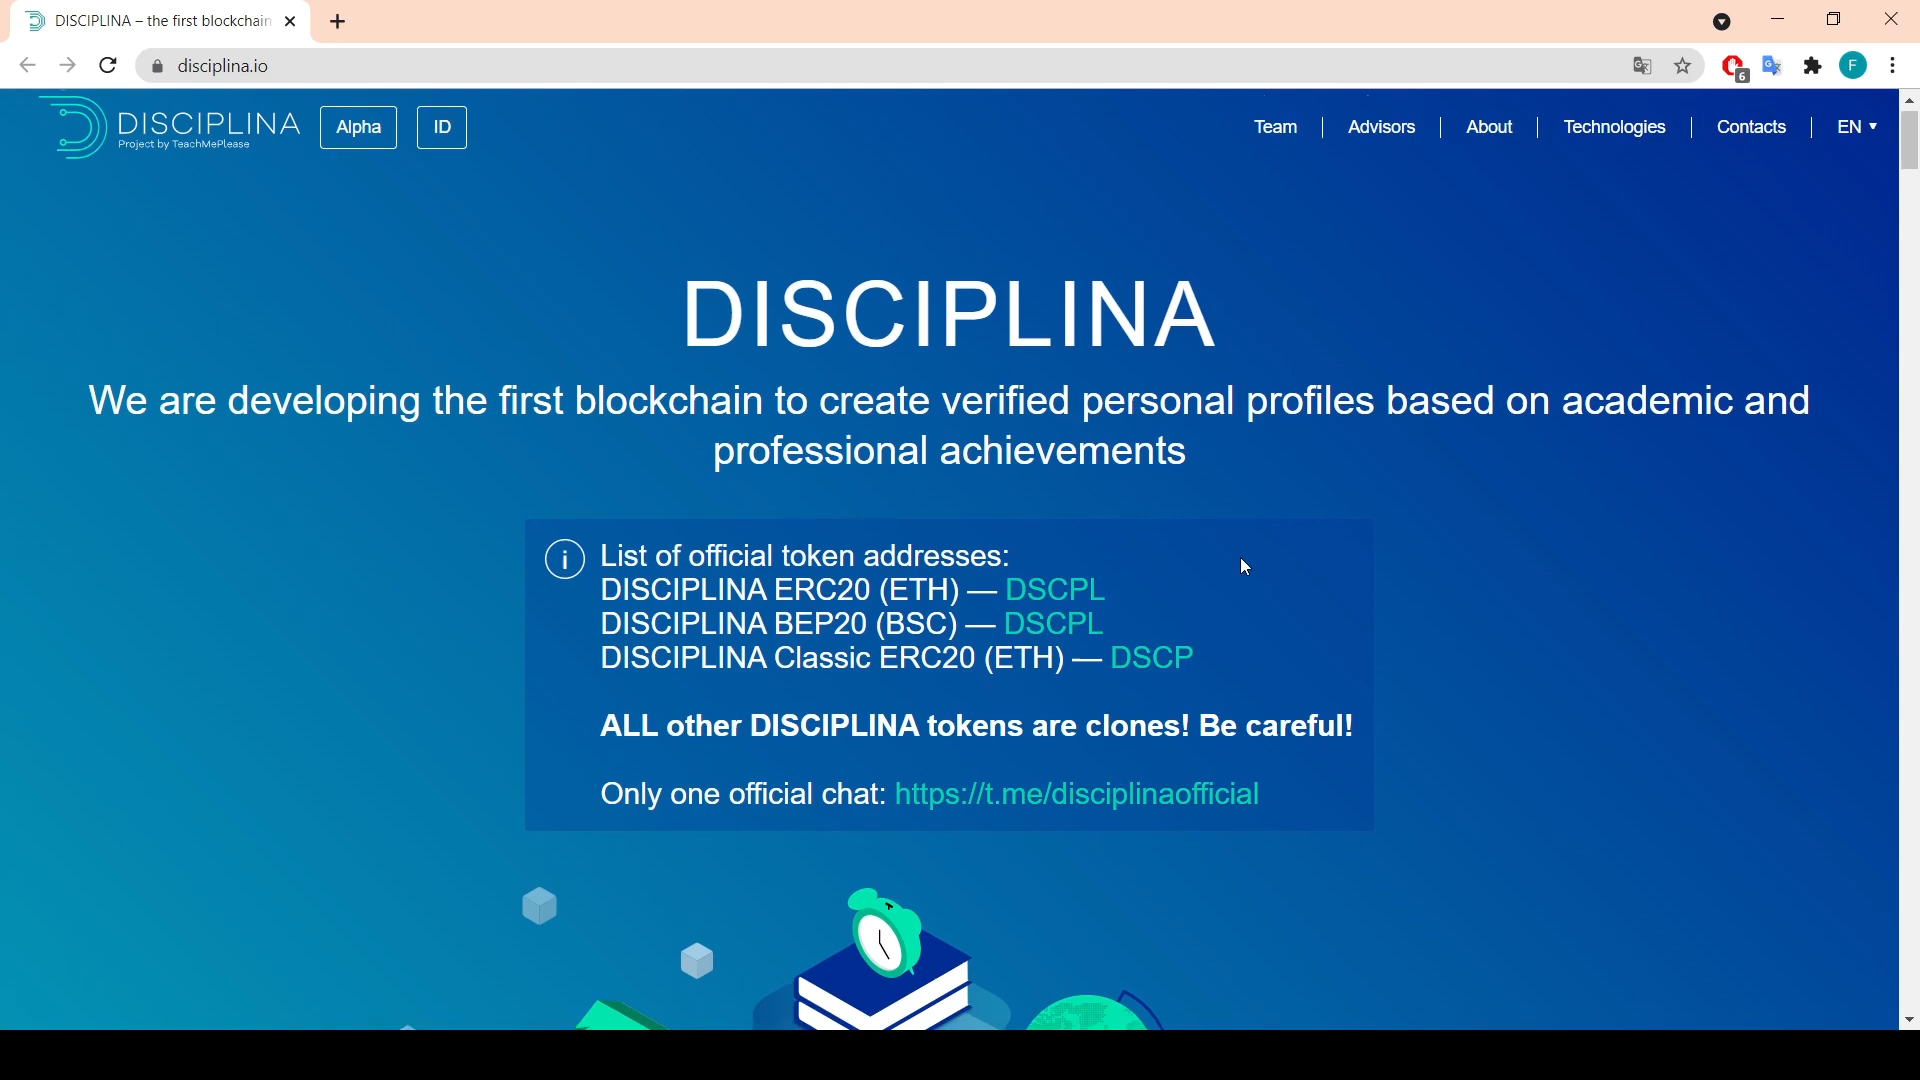 DISCIPLINA – the first blockchain
disciplina.io
6
F
DISCIPLINA
Project by TeachMePlease
Alpha
ID
Team
Advisors
About
Technologies
Contacts
EN
DISCIPLINA
We are developing the first blockchain to create verified personal profiles based on academic and
professional achievements
i
List of official token addresses:
DISCIPLINA ERC20 (ETH) — DSCPL
DISCIPLINA BEP20 (BSC) — DSCPL
DISCIPLINA Classic ERC20 (ETH) — DSCP
ALL other DISCIPLINA tokens are clones! Be careful!
Only one official chat: https://t.me/disciplinaofficial